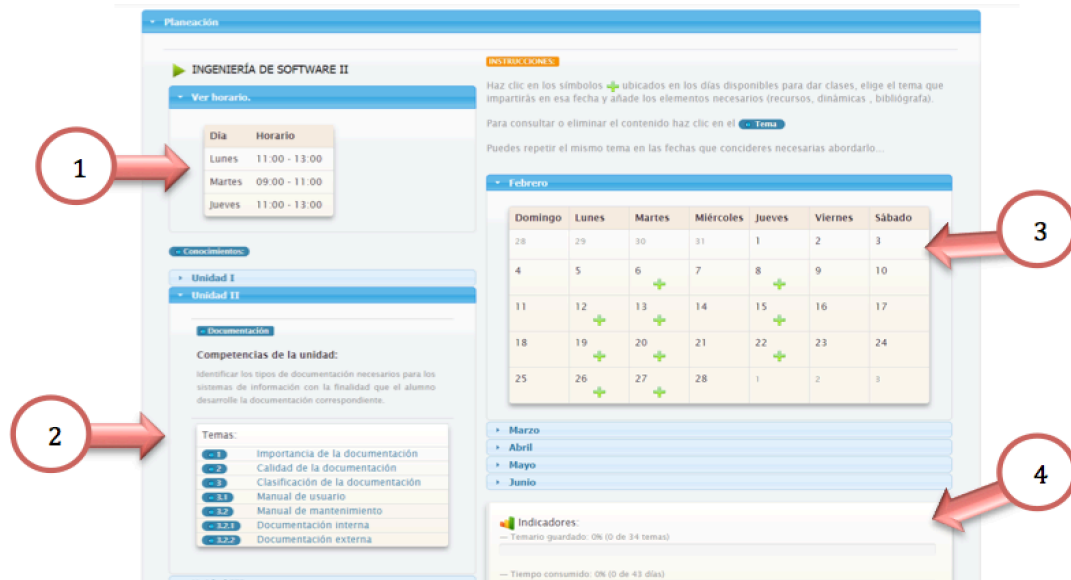 Planeación
INGENIERÍA DE SOFTWARE II
Ver horario.
Día Horario
Lunes 11:00 - 13:00
Martes 09:00 - 11:00
Jueves 11:00 - 13:00
1
Conocimientos:
Unidad I
Unidad II
Documentación
Competencias de la unidad:
Identificar los tipos de documentación necesarios para los
sistemas de información con la finalidad que el alumno
desarrolle la documentación correspondiente.
2
Temas:
1 Importancia de la documentación
2 Calidad de la documentación
3 Clasificación de la documentación
3.1 Manual de usuario
3.2 Manual de mantenimiento
3.2.1 Documentación interna
3.2.2 Documentación externa
INSTRUCCIONES:
Haz clic en los símbolos ubicados en los días disponibles para dar clases, elige el tema que
impartirás en esa fecha y añade los elementos necesarios (recursos, dinámicas , bibliógrafa).
Para consultar o eliminar el contenido haz clic en el Tema
Puedes repetir el mismo tema en las fechas que concideres necesarias abordarlo...
Febrero
Domingo Lunes Martes Miércoles Jueves Viernes Sábado
28 29 30 31 1 2 3
4 5 6 7 8 9 10
11 12 13 14 15 16 17
18 19 20 21 22 23 24
25 26 27 28 1 2 3
3
Marzo
Abril
Mayo
Junio
4
Indicadores:
— Temario guardado: 0% (0 de 34 temas)
— Tiempo consumido: 0% (0 de 43 días)